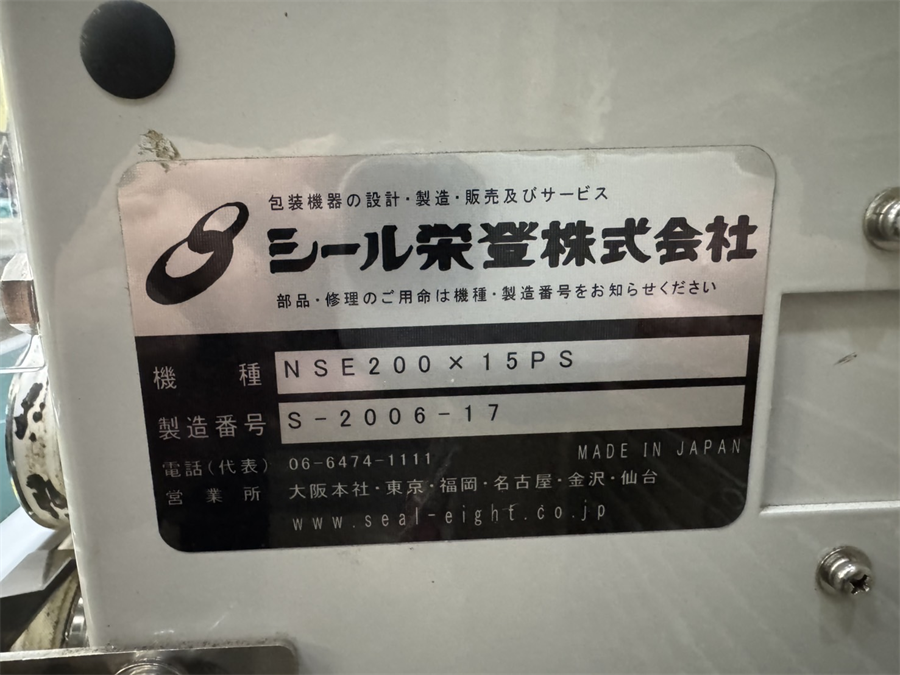 包装機器の設計・製造・販売及びサービス
シール栄登株式会社
部品・修理のご用命は機種・製造番号をお知らせください
機 種 NSE200×15PS
製造番号 S-2006-17
電話(代表) 06-6474-1111 MADE IN JAPAN
営業所 大阪本社・東京・福岡・名古屋・金沢・仙台
www.seal-eight.co.jp